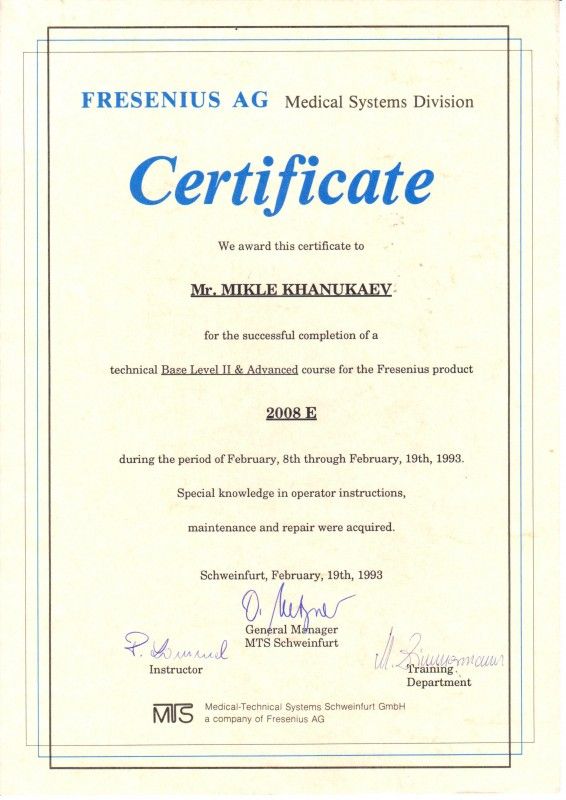 FRESENIUS AG Medical Systems Division
Certificate
We award this certificate to
Mr. MIKLE KHANUKAEV
for the successful completion of a
technical Base Level II & Advanced course for the Fresenius product
2008 E
during the period of February, 8th through February, 19th, 1993.
Special knowledge in operator instructions,
maintenance and repair were acquired.
Schweinfurt, February, 19th, 1993
General Manager
MTS Schweinfurt
Instructor
M. Zimmermann
Training
Department
MTS Medical-Technical Systems Schweinfurt GmbH
a company of Fresenius AG